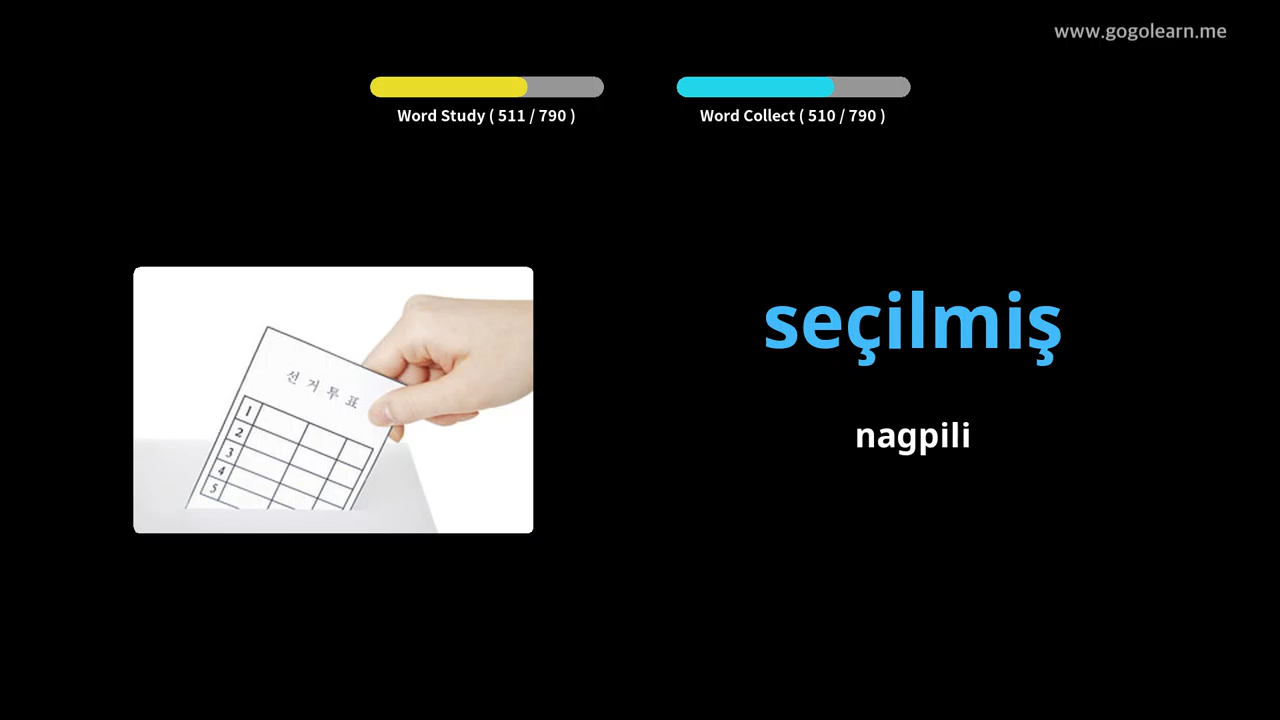 www.gogolearn.me
Word Study ( 511 / 790 )
Word Collect ( 510 / 790 )
선 거 투 표
1
2
3
4
5
seçilmiş
nagpili